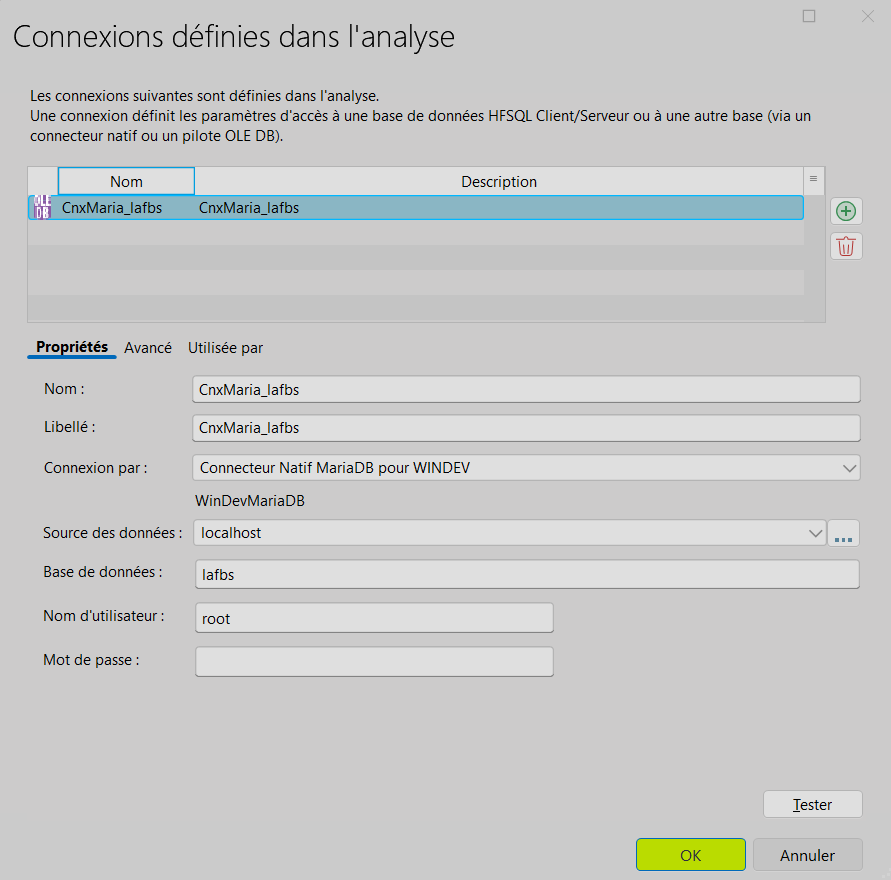 Connexions définies dans l'analyse
Les connexions suivantes sont définies dans l'analyse.
Une connexion définit les paramètres d'accès à une base de données HFSQL Client/Serveur ou à une autre base (via un
connecteur natif ou un pilote OLE DB).
Nom Description
OLE DB CnxMaria_lafbs CnxMaria_lafbs
Propriétés Avancé Utilisée par
Nom : CnxMaria_lafbs
Libellé : CnxMaria_lafbs
Connexion par : Connecteur Natif MariaDB pour WINDEV
WinDevMariaDB
Source des données : localhost ...
Base de données : lafbs
Nom d'utilisateur : root
Mot de passe :
Tester
OK Annuler